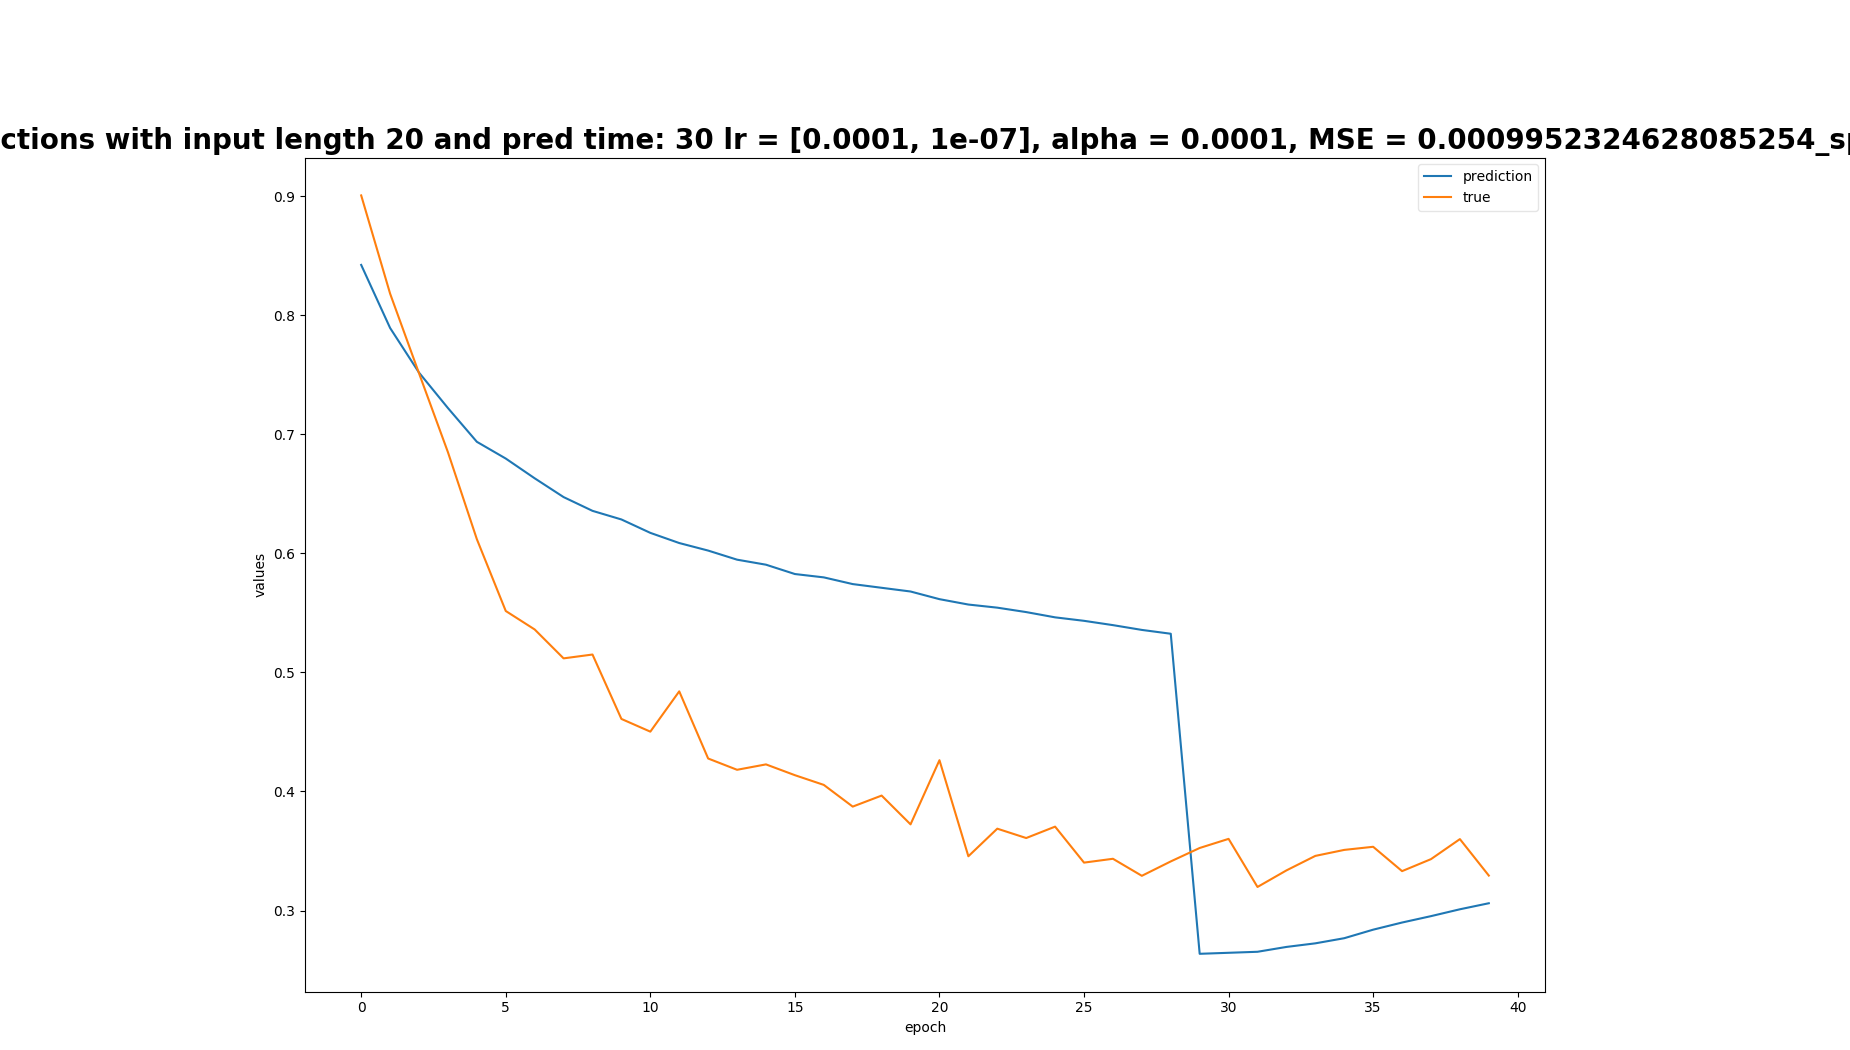 ctions with input length 20 and pred time: 30 lr = [0.0001, 1e-07], alpha = 0.0001, MSE = 0.0009952324628085254_sp
prediction
true
0.9
0.8
0.7
0.6
0.5
0.4
0.3
values
0 5 10 15 20 25 30 35 40
epoch